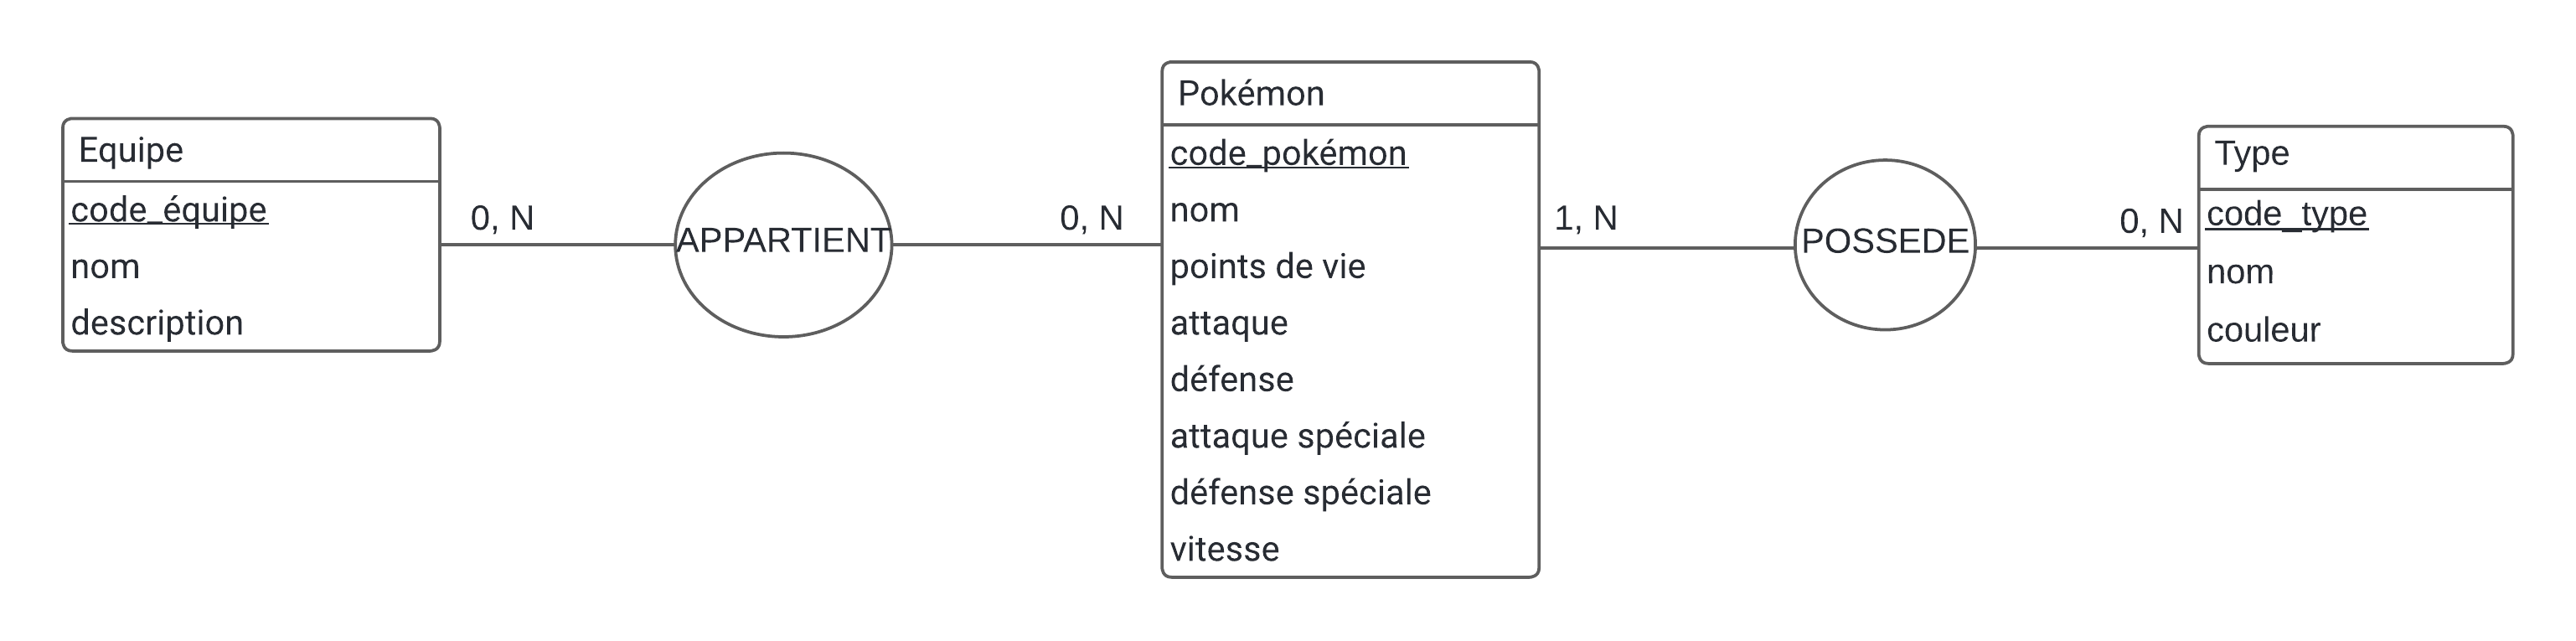 Equipe
code_équipe
nom
description
0, N
APPARTIENT
0, N
Pokémon
code_pokémon
nom
points de vie
attaque
défense
attaque spéciale
défense spéciale
vitesse
1, N
POSSEDE
0, N
Type
code_type
nom
couleur